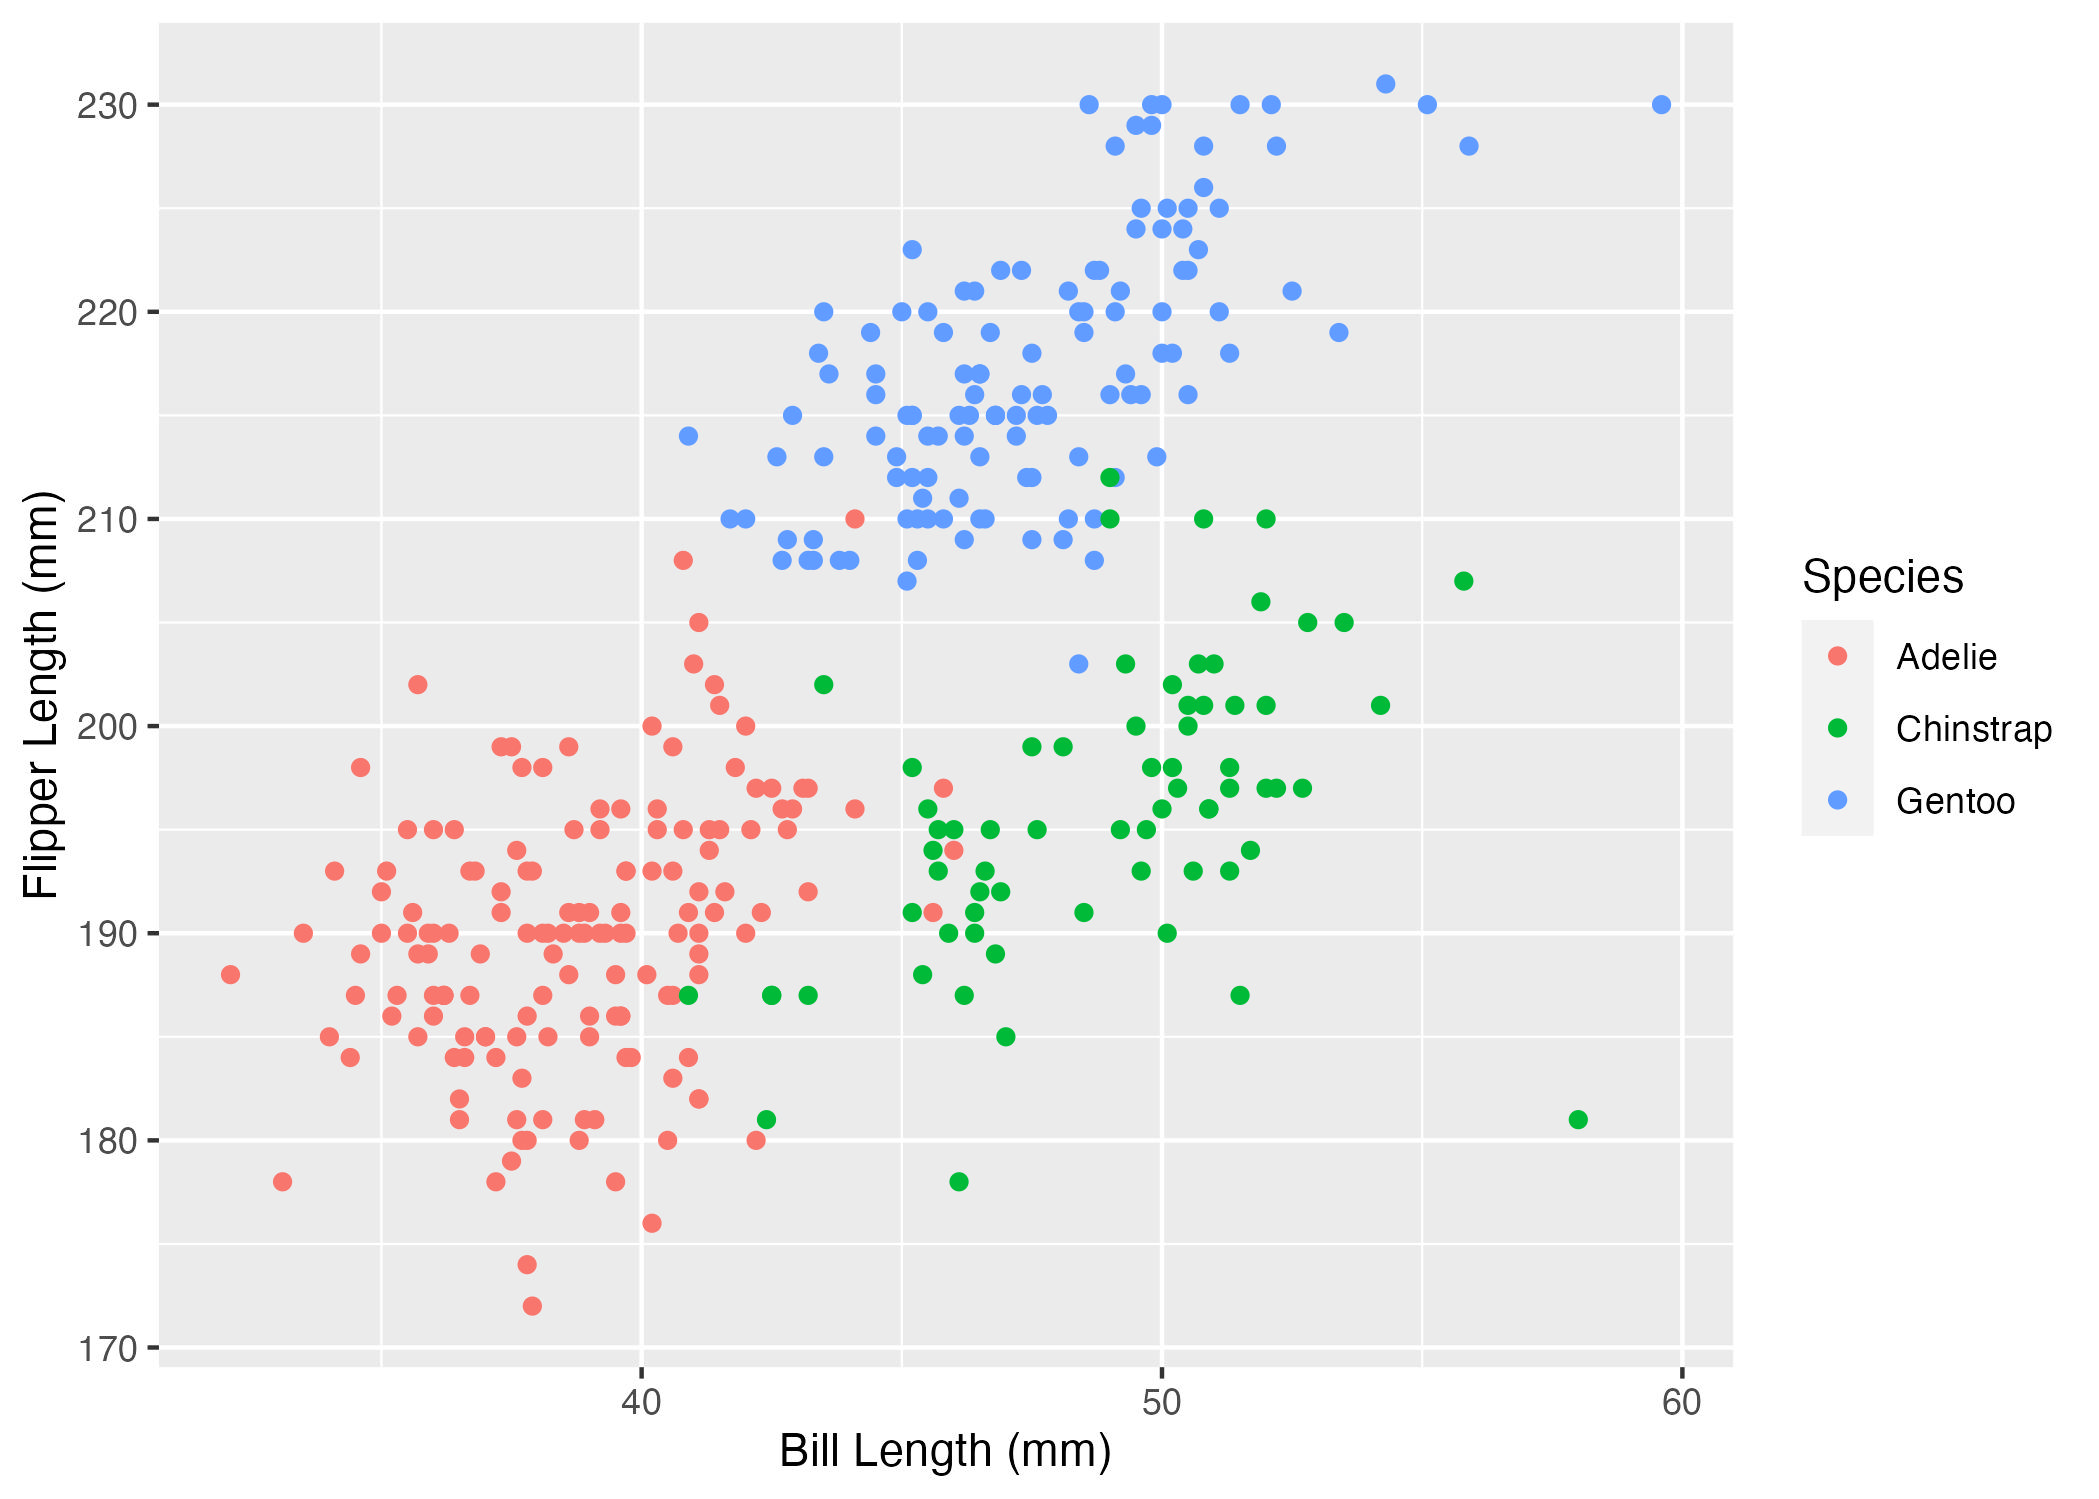 230
220
210
200
190
180
170
40 50 60
Bill Length (mm)
Flipper Length (mm)
Species
Adelie
Chinstrap
Gentoo